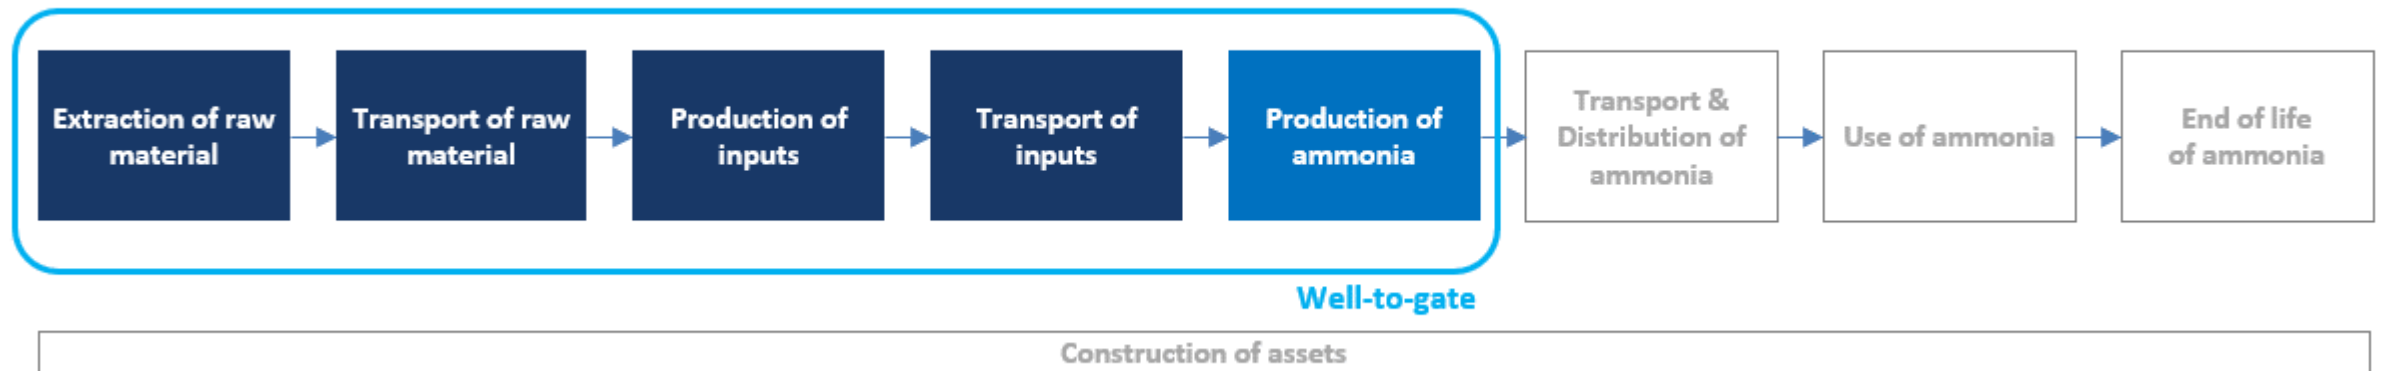 Extraction of raw
material
Transport of raw
material
Production of
inputs
Transport of
inputs
Production of
ammonia
Transport &
Distribution of
ammonia
Use of ammonia
End of life
of ammonia
Well-to-gate
Construction of assets